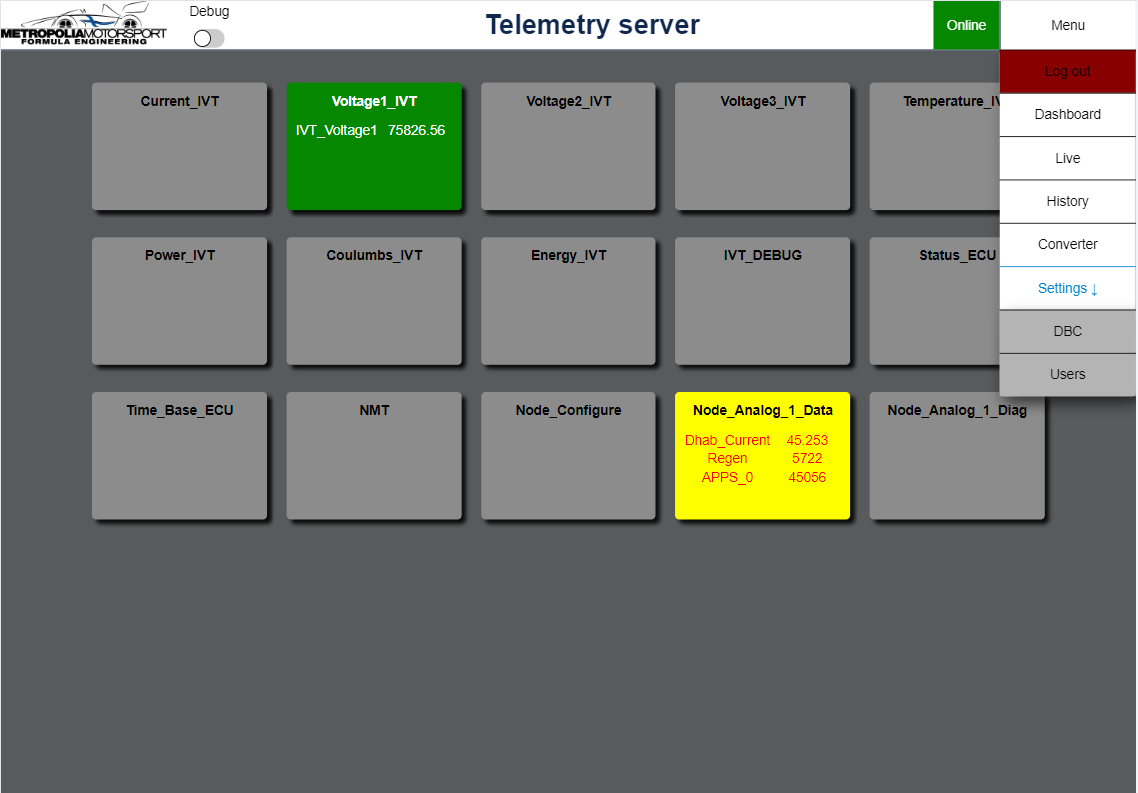 METROPOLIAMOTORSPORT
FORMULA ENGINEERING
Debug
Telemetry server
Online
Menu
Log out
Dashboard
Live
History
Converter
Settings ↓
DBC
Users
Current_IVT
Voltage1_IVT
IVT_Voltage1 75826.56
Voltage2_IVT
Voltage3_IVT
Temperature_IV
Power_IVT
Coulumbs_IVT
Energy_IVT
IVT_DEBUG
Status_ECU
Time_Base_ECU
NMT
Node_Configure
Node_Analog_1_Data
Dhab_Current 45.253
Regen 5722
APPS_0 45056
Node_Analog_1_Diag